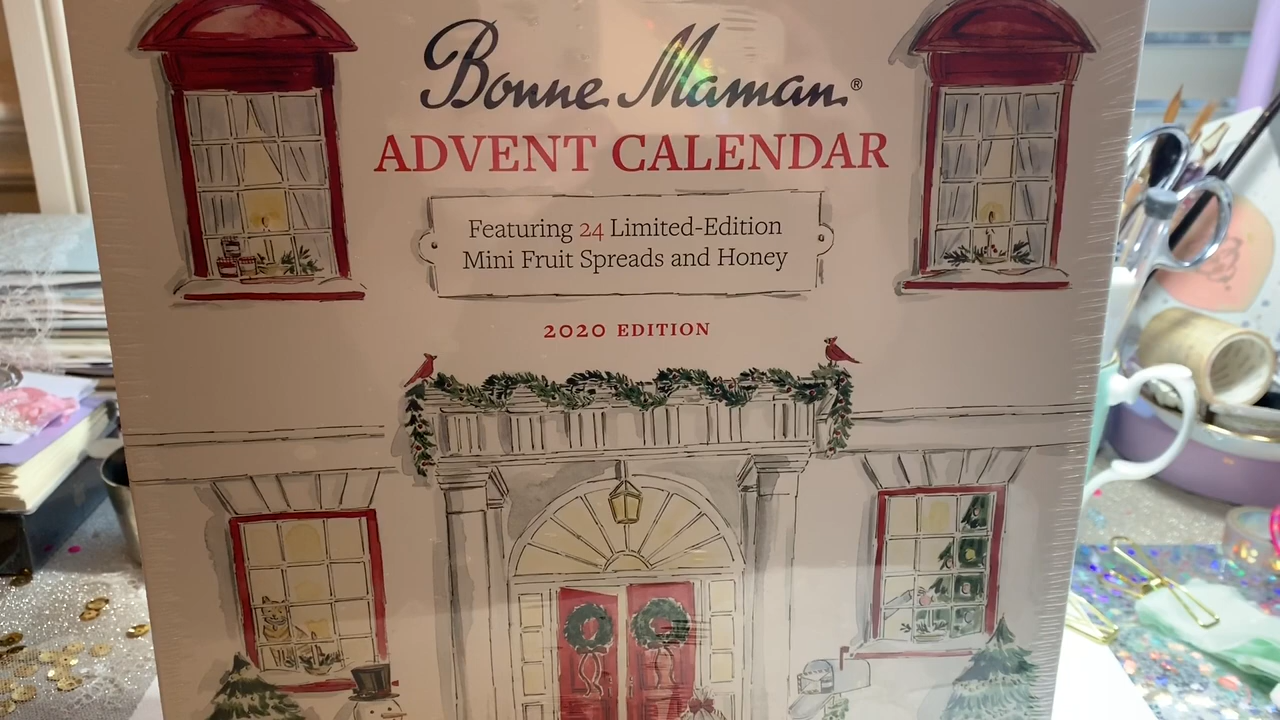 Bonne Maman®
ADVENT CALENDAR
Featuring 24 Limited-Edition
Mini Fruit Spreads and Honey
2020 EDITION